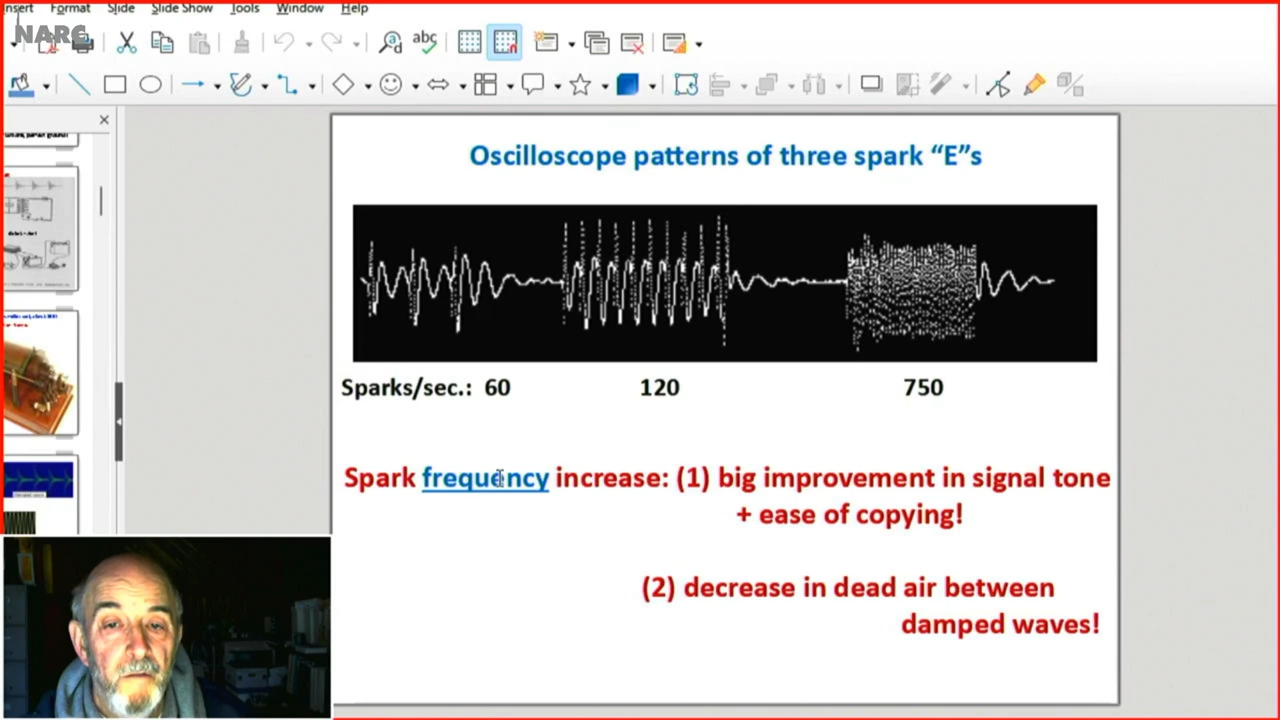 Insert Format Slide Slide Show Tools Window Help
NARC
abc
Oscilloscope patterns of three spark “E”s
Sparks/sec.: 60 120 750
Spark frequency increase: (1) big improvement in signal tone
+ ease of copying!
(2) decrease in dead air between
damped waves!